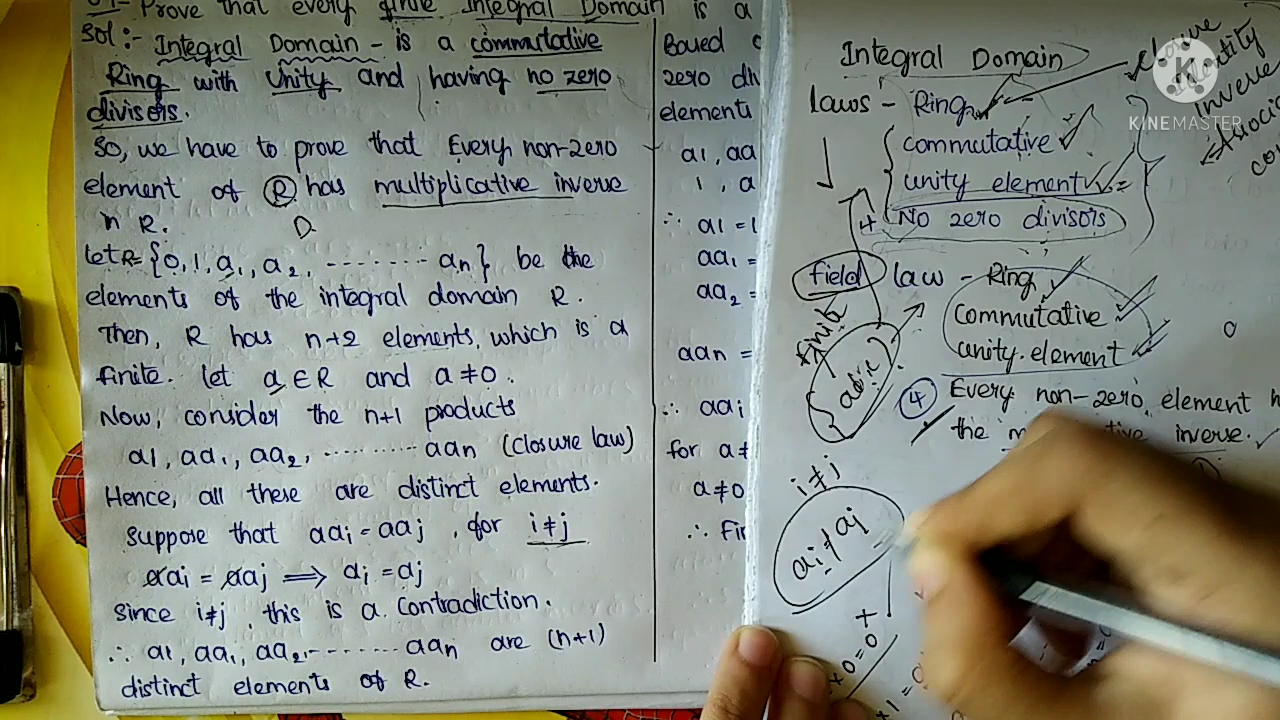 Prove that every finite Integral Domain is a
Sol :- Integral Domain - is a commutative
Ring with Unity and having no zero
divisors.
So, we have to prove that Every non-zero
element of R has multiplicative inverse
n R. D
let R= {0, 1, a1, a2, ........ an} be the
elements of the integral domain R.
Then, R has n+2 elements, which is a
finite. let a ∈ R and a ≠ 0.
Now, consider the n+1 products
a1, aa1, aa2, .......... aan (closure law)
Hence, all these are distinct elements.
Suppose that aai = aaj , for i≠j
aai = aaj ⟹ ai = aj
Since i≠j, this is a contradiction.
∴ a1, aa1, aa2........ aan are (n+1)
distinct elements of R.
zero
elements
a1, aa
1, a
∴ a1 =
aa1 =
aa2 =
aan =
∴ aai
for a
a≠0
∴
Integral Domain
closure
identity
inverse
laws - Ring
commutative
unity element
4 No zero divisors
KINEMASTER
field law - Ring
Commutative
unity element
finite
④ Every non-zero element
the inverse.
i≠j
ai ≠ aj
0=0